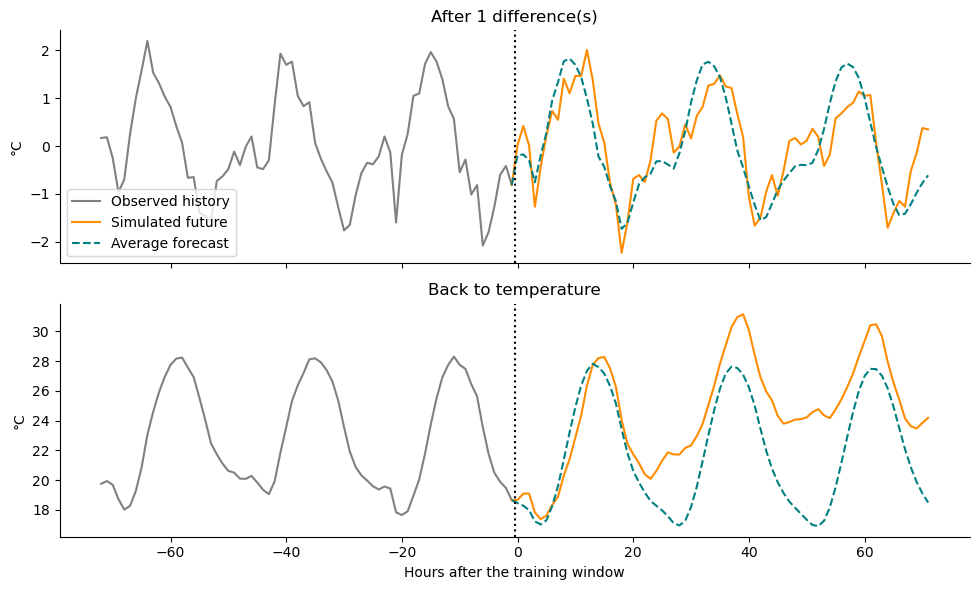 After 1 difference(s)
2
1
0
−1
−2
°C
Observed history
Simulated future
Average forecast
Back to temperature
30
28
26
24
22
20
18
°C
−60 −40 −20 0 20 40 60
Hours after the training window